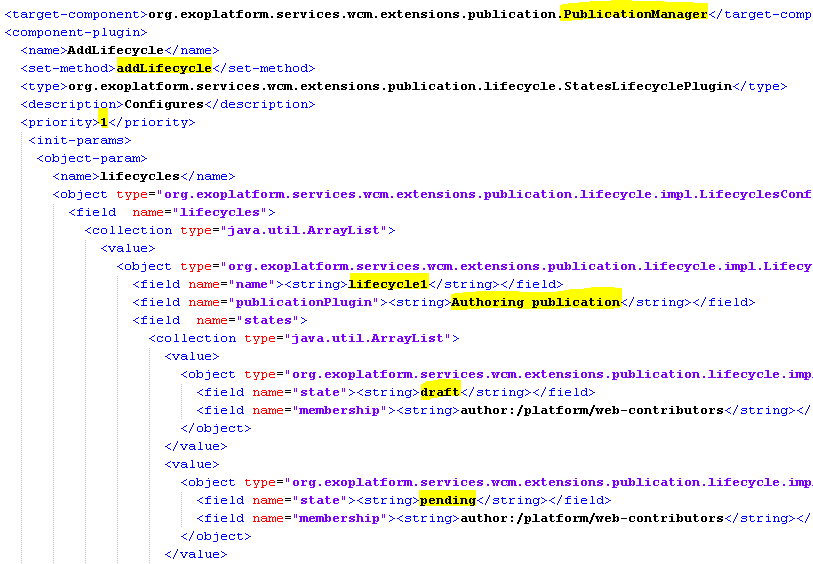 <target-component>org.exoplatform.services.wcm.extensions.publication.PublicationManager</target-comp
<component-plugin>
<name>AddLifecycle</name>
<set-method>addLifecycle</set-method>
<type>org.exoplatform.services.wcm.extensions.publication.lifecycle.StatesLifecyclePlugin</type>
<description>Configures</description>
<priority>1</priority>
<init-params>
<object-param>
<name>lifecycles</name>
<object type="org.exoplatform.services.wcm.extensions.publication.lifecycle.impl.LifecyclesConf
<field  name="lifecycles">
<collection type="java.util.ArrayList">
<value>
<object type="org.exoplatform.services.wcm.extensions.publication.lifecycle.impl.Lifecy
<field name="name"><string>lifecycle1</string></field>
<field name="publicationPlugin"><string>Authoring publication</string></field>
<field  name="states">
<collection type="java.util.ArrayList">
<value>
<object type="org.exoplatform.services.wcm.extensions.publication.lifecycle.imp
<field name="state"><string>draft</string></field>
<field name="membership"><string>author:/platform/web-contributors</string></
</object>
</value>
<value>
<object type="org.exoplatform.services.wcm.extensions.publication.lifecycle.imp
<field name="state"><string>pending</string></field>
<field name="membership"><string>author:/platform/web-contributors</string></
</object>
</value>